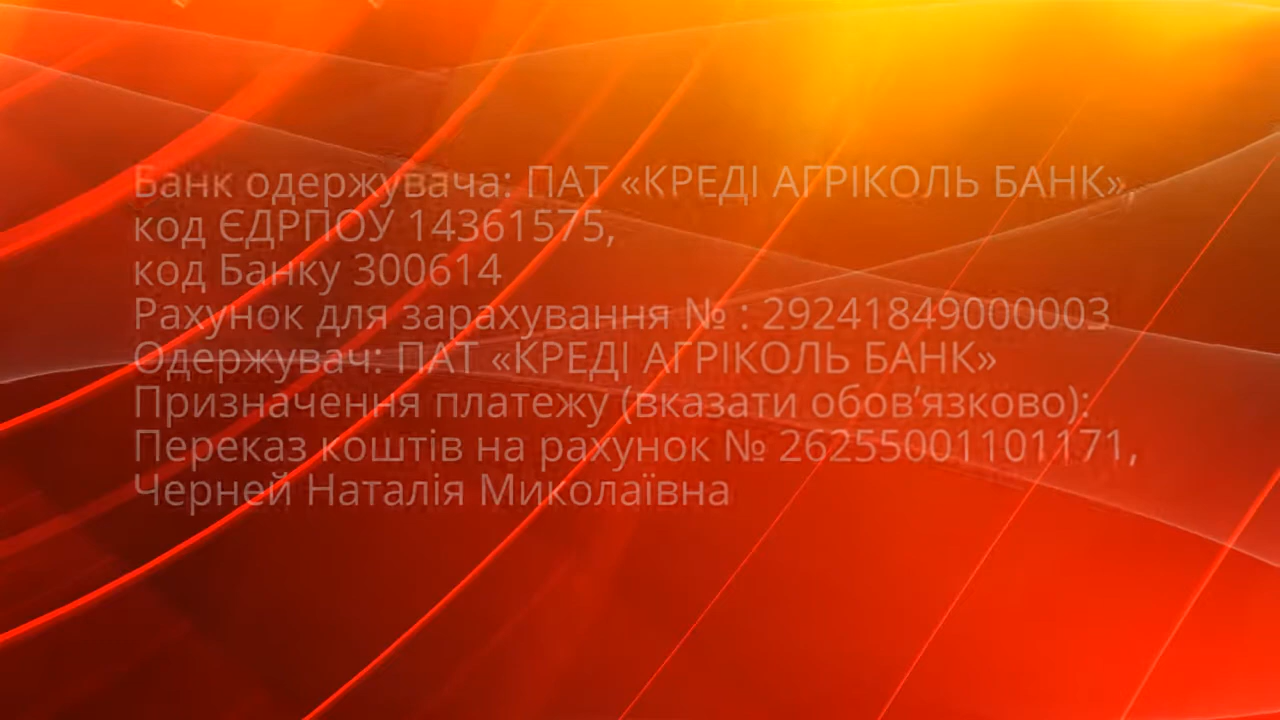 Банк одержувача: ПАТ «КРЕДІ АГРІКОЛЬ БАНК»,
код ЄДРПОУ 14361575,
код Банку 300614
Рахунок для зарахування № : 29241849000003
Одержувач: ПАТ «КРЕДІ АГРІКОЛЬ БАНК»
Призначення платежу (вказати обов’язково):
Переказ коштів на рахунок № 26255001101171,
Черней Наталія Миколаївна